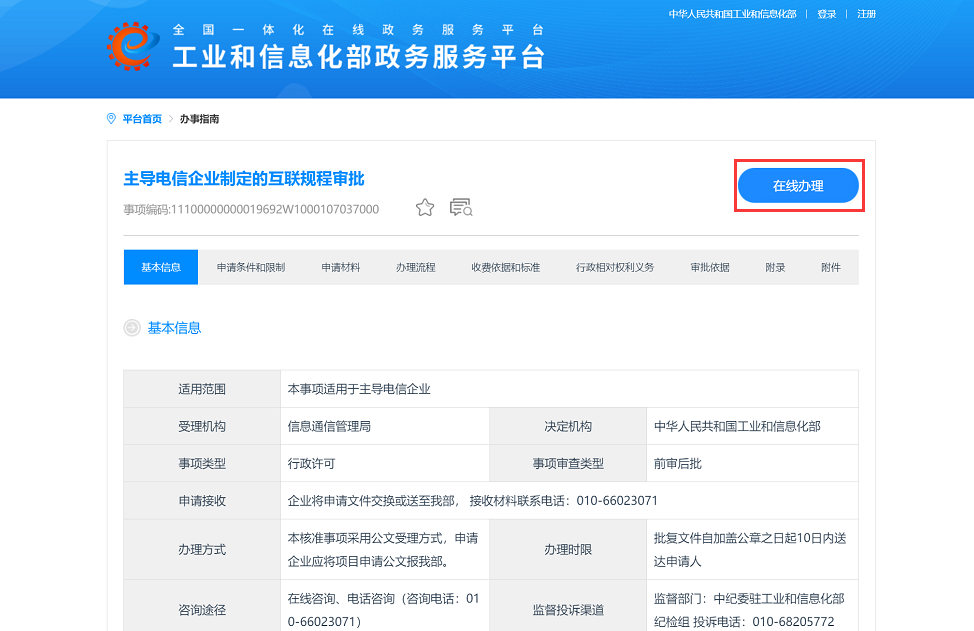 中华人民共和国工业和信息化部 | 登录 | 注册
全国一体化在线政务服务平台
工业和信息化部政务服务平台
平台首页 > 办事指南
主导电信企业制定的互联规程审批
在线办理
事项编码:11100000000019692W1000107037000
基本信息 申请条件和限制 申请材料 办理流程 收费依据和标准 行政相对权利义务 审批依据 附录 附件
基本信息
适用范围 本事项适用于主导电信企业
受理机构 信息通信管理局 决定机构 中华人民共和国工业和信息化部
事项类型 行政许可 事项审查类型 前审后批
申请接收 企业将申请文件交换或送至我部， 接收材料联系电话：010-66023071
办理方式 本核准事项采用公文受理方式，申请
企业应将项目申请公文报我部。
办理时限 批复文件自加盖公章之日起10日内送
达申请人
咨询途径 在线咨询、电话咨询（咨询电话：01
0-66023071）
监督投诉渠道 监督部门：中纪委驻工业和信息化部
纪检组 投诉电话：010-68205772